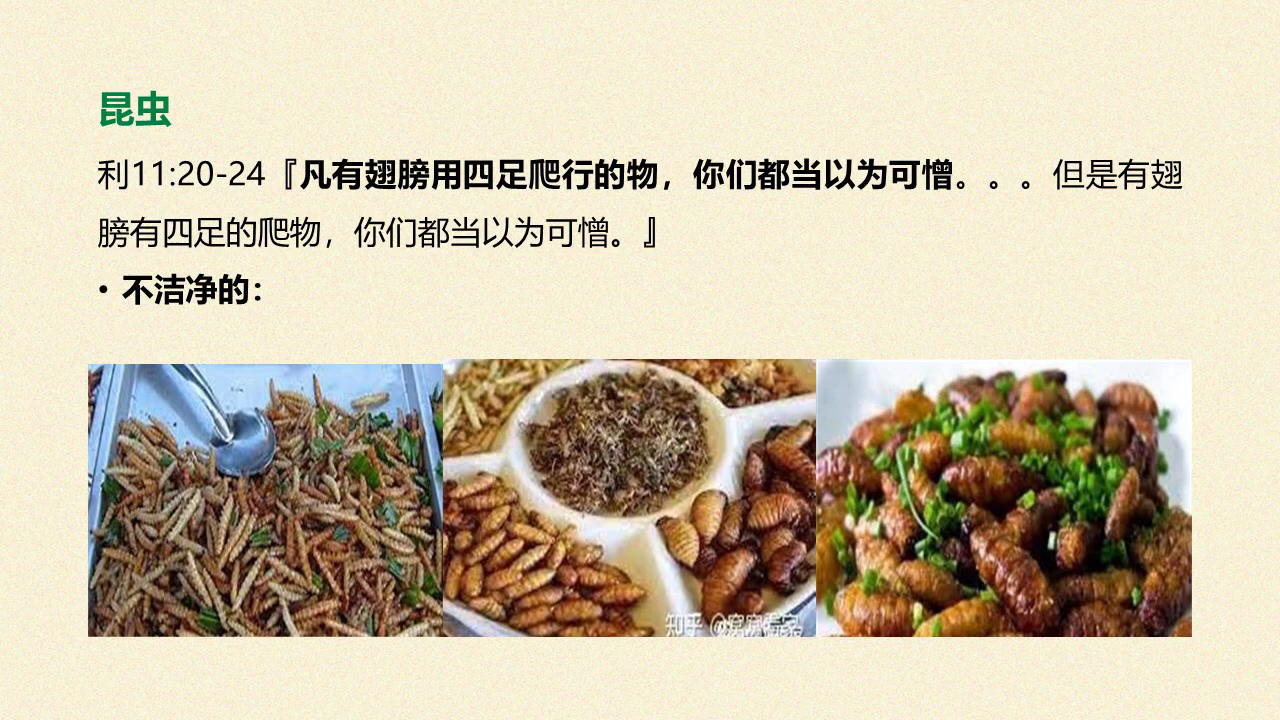 昆虫
利11:20-24『凡有翅膀用四足爬行的物，你们都当以为可憎。。。但是有翅
膀有四足的爬物，你们都当以为可憎。』
• 不洁净的：
知乎